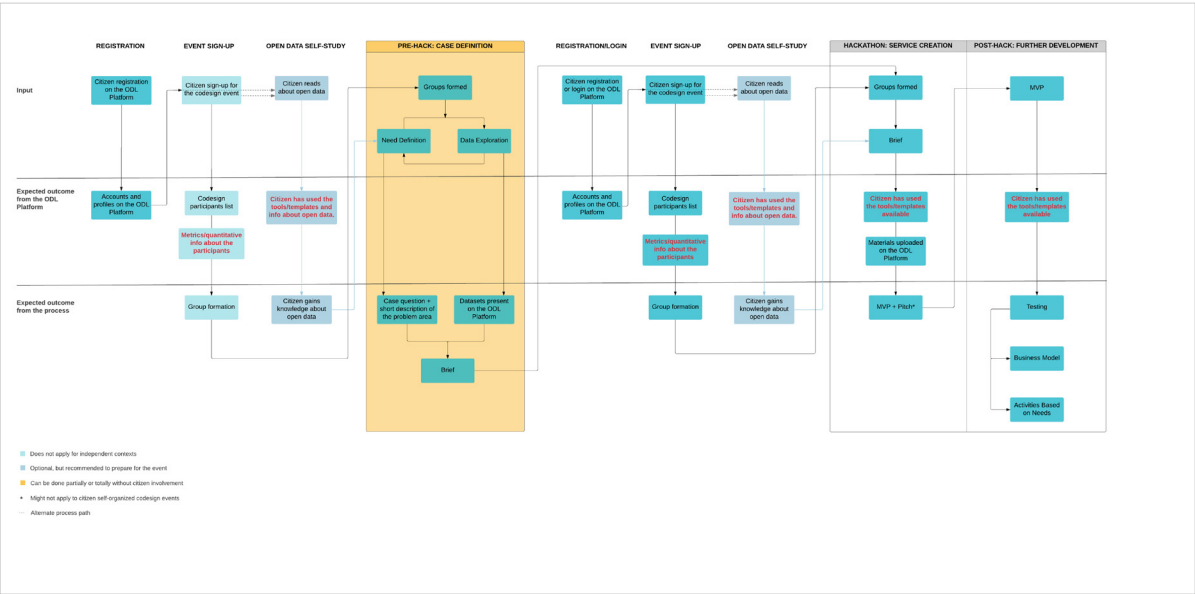 REGISTRATION
EVENT SIGN-UP
OPEN DATA SELF-STUDY
PRE-HACK: CASE DEFINITION
REGISTRATION/LOGIN
EVENT SIGN-UP
OPEN DATA SELF-STUDY
HACKATHON: SERVICE CREATION
POST-HACK: FURTHER DEVELOPMENT
Input
Citizen registration
on the ODL
Platform
Citizen sign-up for
the codesign event
Citizen reads
about open data
Groups formed
Need Definition
Data Exploration
Citizen registration
or login on the ODL
Platform
Citizen sign-up for
the codesign event
Citizen reads
about open data
Groups formed
Brief
MVP
Expected outcome
from the ODL
Platform
Accounts and
profiles on the ODL
Platform
Codesign
participants list
Metrics/quantitative
info about the
participants
Citizen has used the
tools/templates and
info about open data.
Accounts and
profiles on the ODL
Platform
Codesign
participants list
Metrics/quantitative
info about the
participants
Citizen has used the
tools/templates and
info about open data.
Citizen has used
the tools/templates
available
Materials uploaded
on the ODL
Platform
Citizen has used
the tools/templates
available
Expected outcome
from the process
Group formation
Citizen gains
knowledge about
open data
Case question +
short description of
the problem area
Datasets present
on the ODL
Platform
Brief
Group formation
Citizen gains
knowledge about
open data
MVP + Pitch*
Testing
Business Model
Activities Based
on Needs
Does not apply for independent contexts
Optional, but recommended to prepare for the event
Can be done partially or totally without citizen involvement
* Might not apply to citizen self-organized codesign events
Alternate process path